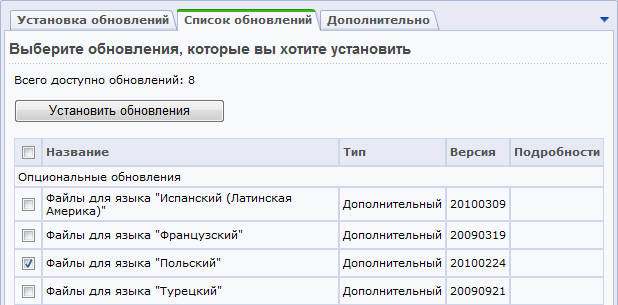 Установка обновлений Список обновлений Дополнительно
Выберите обновления, которые вы хотите установить
Всего доступно обновлений: 8
Установить обновления
Название Тип Версия Подробности
Опциональные обновления
Файлы для языка "Испанский (Латинская
Америка)" Дополнительный 20100309
Файлы для языка "Французский" Дополнительный 20090319
Файлы для языка "Польский" Дополнительный 20100224
Файлы для языка "Турецкий" Дополнительный 20090921